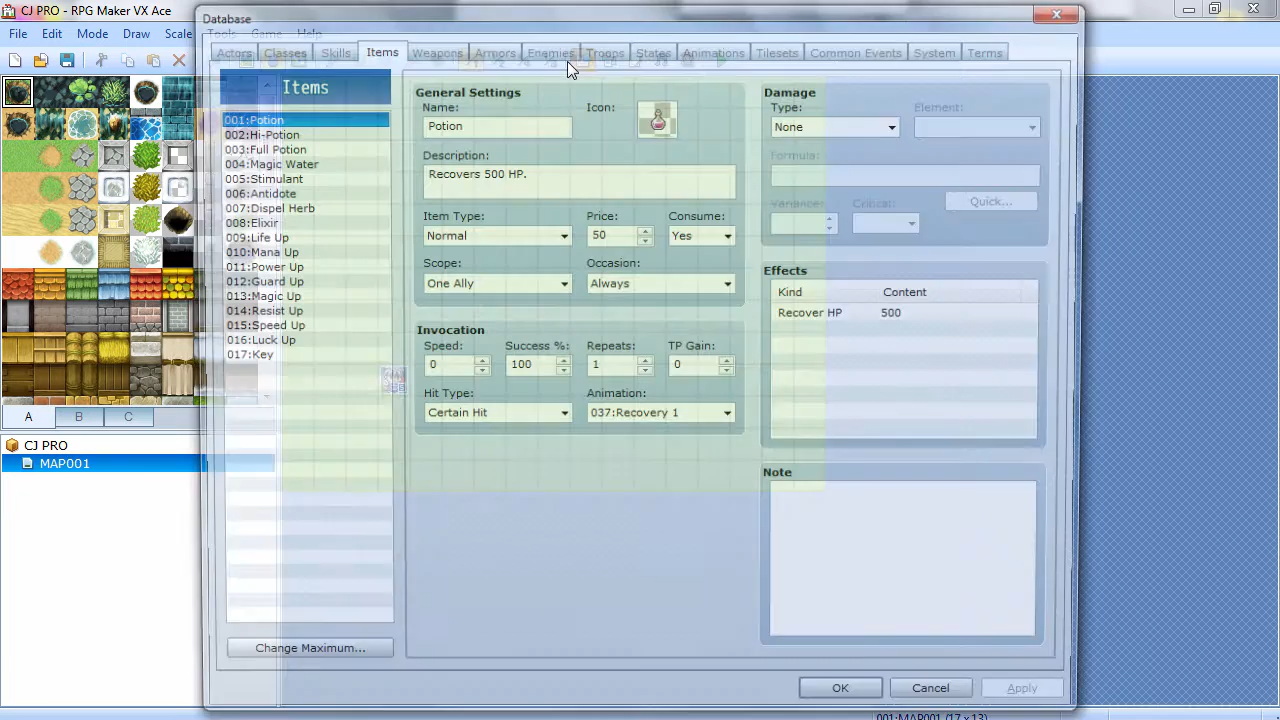 CJ PRO - RPG Maker VX Ace
Database
File Edit Mode Draw Scale Tools Game Help
Actors Classes Skills Items Weapons Armors Enemies Troops States Animations Tilesets Common Events System Terms
Items
001:Potion
002:Hi-Potion
003:Full Potion
004:Magic Water
005:Stimulant
006:Antidote
007:Dispel Herb
008:Elixir
009:Life Up
010:Mana Up
011:Power Up
012:Guard Up
013:Magic Up
014:Resist Up
015:Speed Up
016:Luck Up
017:Key
Change Maximum...
General Settings
Name: Icon:
Potion
Description:
Recovers 500 HP.
Item Type: Price: Consume:
Normal 50 Yes
Scope: Occasion:
One Ally Always
Invocation
Speed: Success %: Repeats: TP Gain:
0 100 1 0
Hit Type: Animation:
Certain Hit 037:Recovery 1
Damage
Type: Element:
None
Formula:
Variance: Critical:
Quick...
Effects
Kind Content
Recover HP 500
Note
OK Cancel Apply
A B C
CJ PRO
MAP001
001:MAP001 (17 x 13)